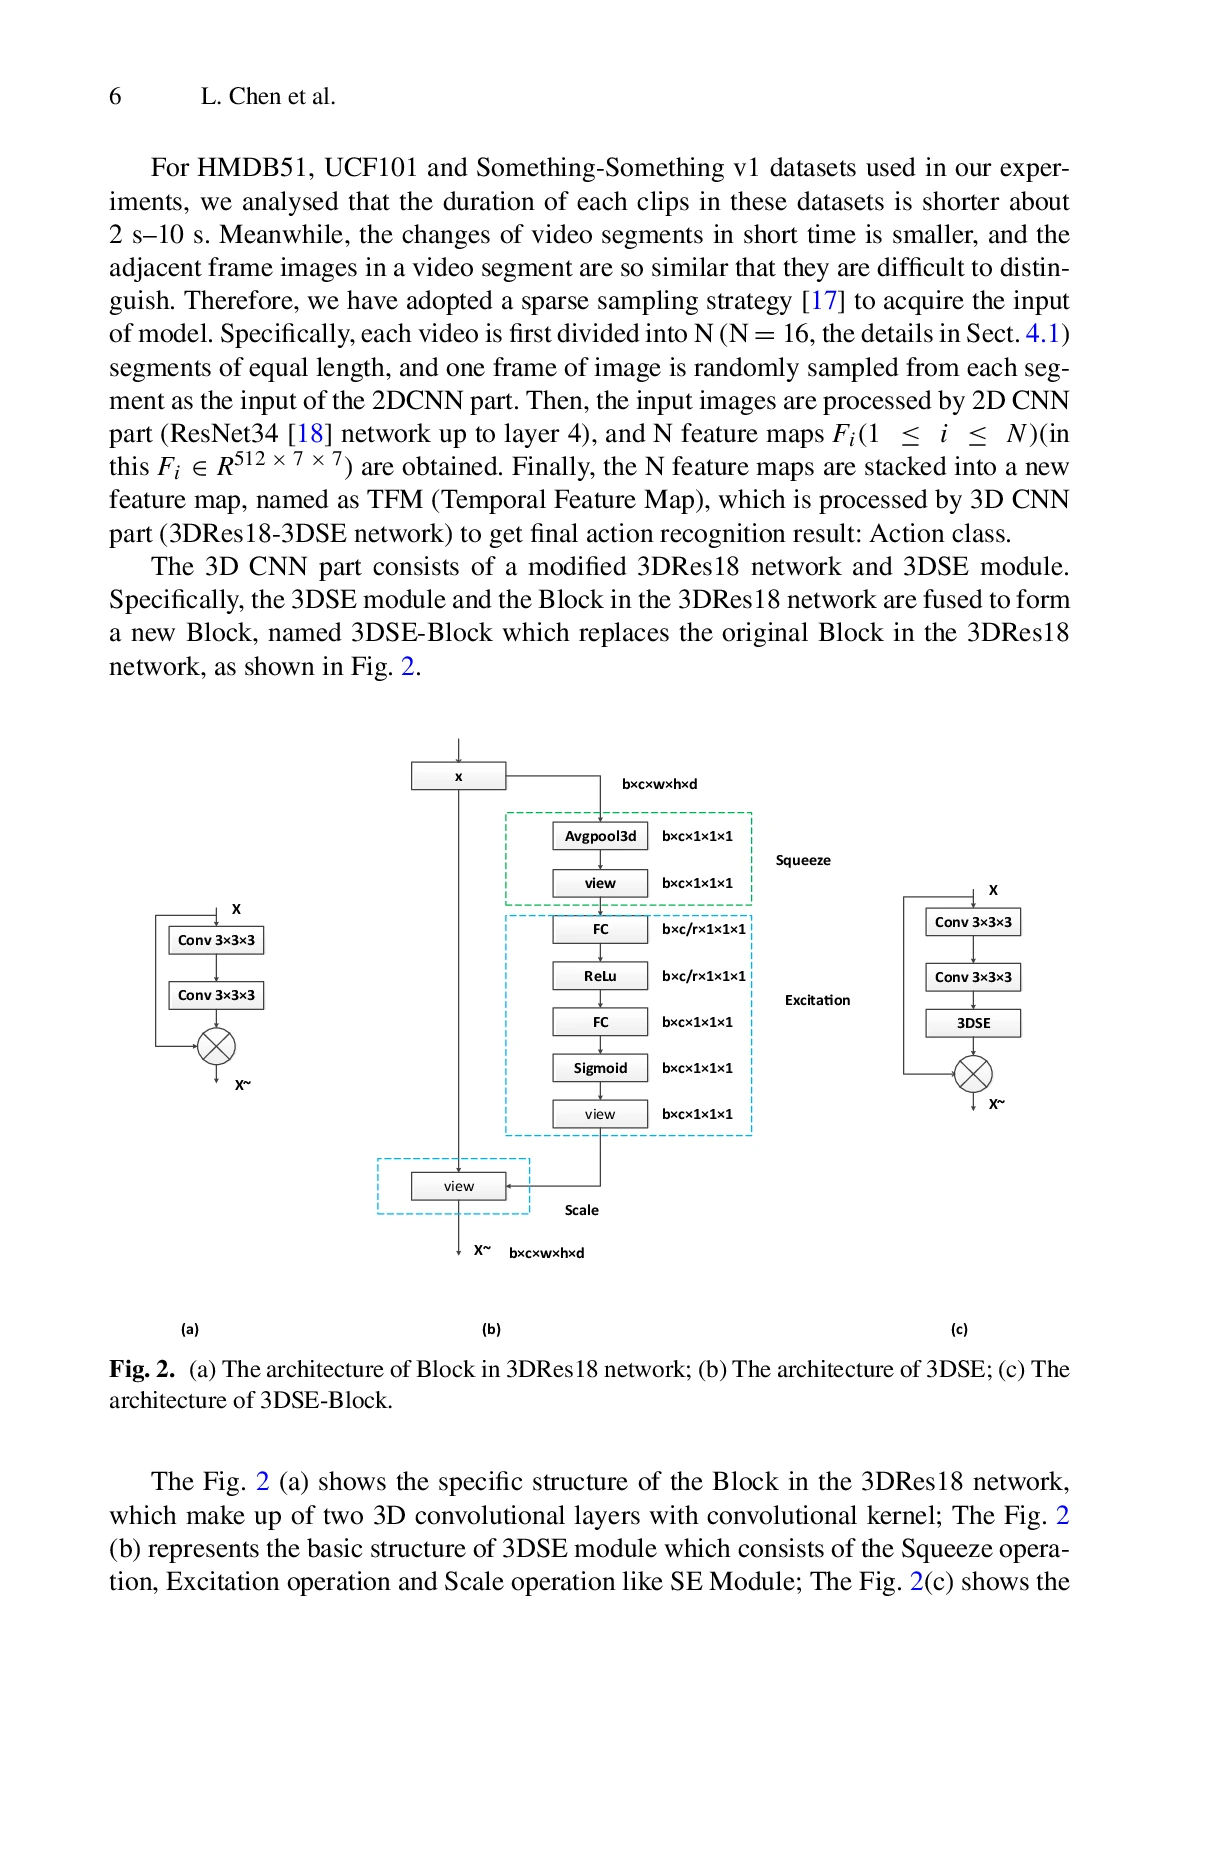 6 L. Chen et al.
For HMDB51, UCF101 and Something-Something v1 datasets used in our exper-
iments, we analysed that the duration of each clips in these datasets is shorter about
2 s–10 s. Meanwhile, the changes of video segments in short time is smaller, and the
adjacent frame images in a video segment are so similar that they are difficult to distin-
guish. Therefore, we have adopted a sparse sampling strategy [17] to acquire the input
of model. Specifically, each video is first divided into N (N = 16, the details in Sect. 4.1)
segments of equal length, and one frame of image is randomly sampled from each seg-
ment as the input of the 2DCNN part. Then, the input images are processed by 2D CNN
part (ResNet34 [18] network up to layer 4), and N feature maps Fᵢ(1 ≤ i ≤ N)(in
this Fᵢ ∈ R^512 × 7 × 7) are obtained. Finally, the N feature maps are stacked into a new
feature map, named as TFM (Temporal Feature Map), which is processed by 3D CNN
part (3DRes18-3DSE network) to get final action recognition result: Action class.
The 3D CNN part consists of a modified 3DRes18 network and 3DSE module.
Specifically, the 3DSE module and the Block in the 3DRes18 network are fused to form
a new Block, named 3DSE-Block which replaces the original Block in the 3DRes18
network, as shown in Fig. 2.
X
Conv 3×3×3
Conv 3×3×3
X~
x
b×c×w×h×d
Avgpool3d b×c×1×1×1
view b×c×1×1×1
Squeeze
FC b×c/r×1×1×1
ReLu b×c/r×1×1×1
FC b×c×1×1×1
Sigmoid b×c×1×1×1
view b×c×1×1×1
Excitation
view
Scale
X~ b×c×w×h×d
X
Conv 3×3×3
Conv 3×3×3
3DSE
X~
(a) (b) (c)
Fig. 2. (a) The architecture of Block in 3DRes18 network; (b) The architecture of 3DSE; (c) The
architecture of 3DSE-Block.
The Fig. 2 (a) shows the specific structure of the Block in the 3DRes18 network,
which make up of two 3D convolutional layers with convolutional kernel; The Fig. 2
(b) represents the basic structure of 3DSE module which consists of the Squeeze opera-
tion, Excitation operation and Scale operation like SE Module; The Fig. 2(c) shows the